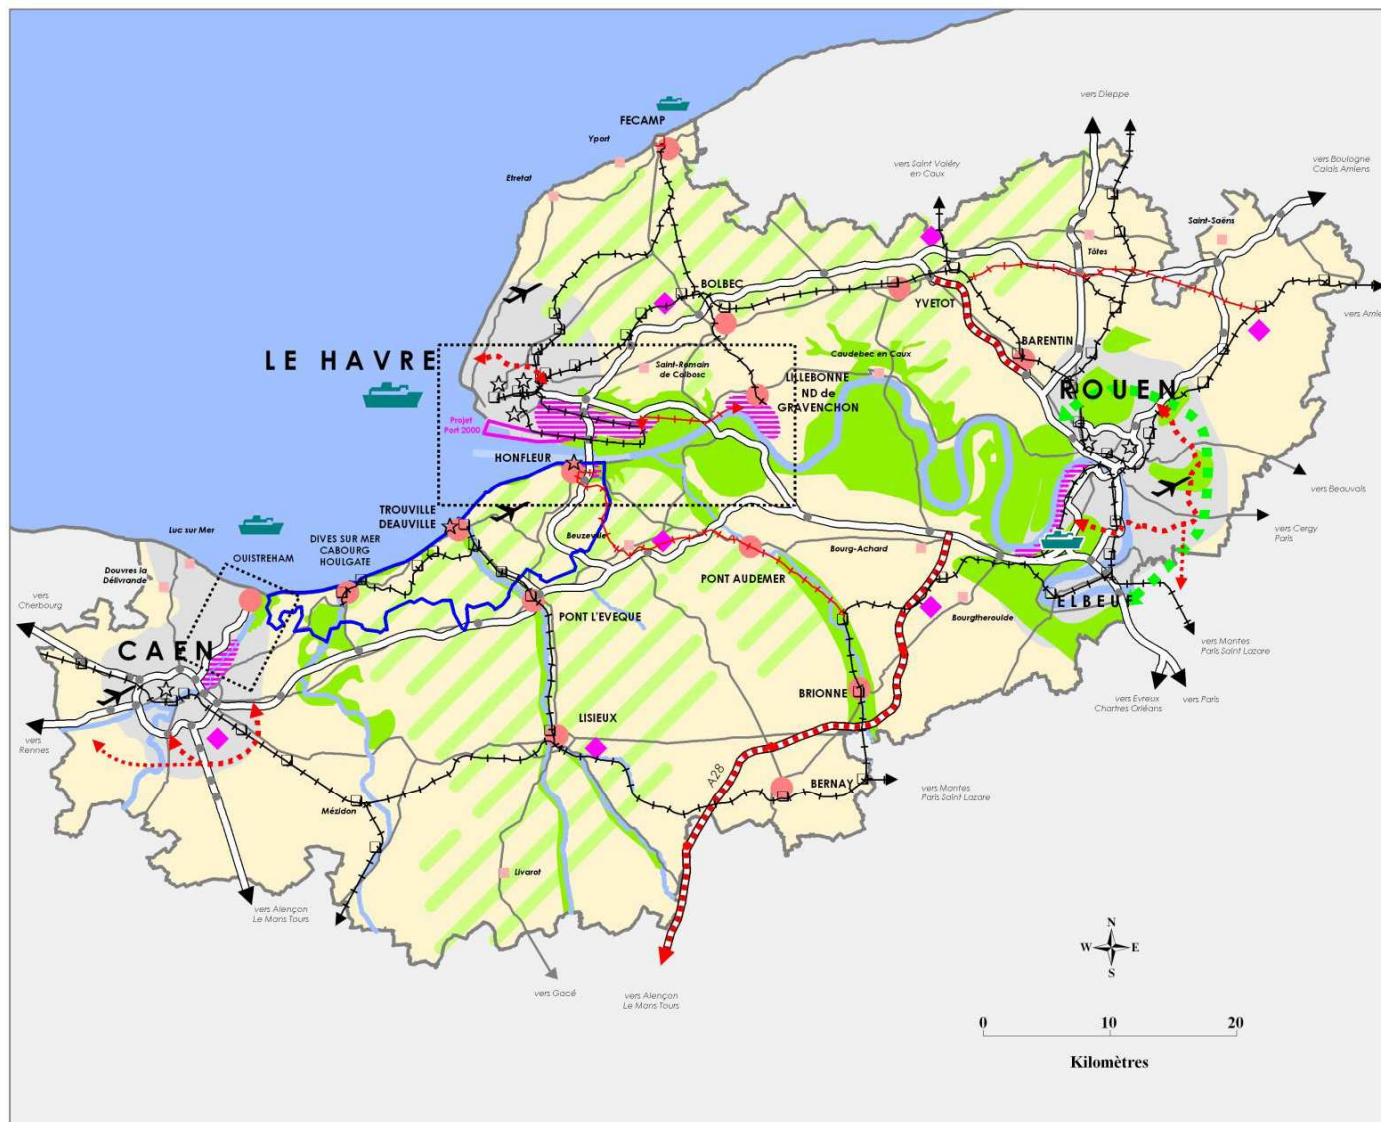 vers Dieppe
FECAMP
Yport
vers Saint Valéry
en Caux
vers Boulogne
Calais Amiens
Etretat
Saint-Saëns
Tôtes
BOLBEC
YVETOT
vers Amie
BARENTIN
LE HAVRE
Saint-Romain
de Colbosc
Caudebec en Caux
LILLEBONNE
ND de
GRAVENCHON
ROUEN
Projet
Port 2000
HONFLEUR
vers Beauvais
TROUVILLE
DEAUVILLE
Luc sur Mer
OUISTREHAM
DIVES SUR MER
CABOURG
HOULGATE
Beuzeville
Bourg-Achard
vers Cergy
Paris
Douvres la
Délivrande
PONT AUDEMER
vers
Cherbourg
ELBEUF
PONT L'EVEQUE
Bourgtheroulde
CAEN
vers Mantes
Paris Saint Lazare
BRIONNE
vers Evreux
Chartres Orléans
vers Paris
LISIEUX
vers
Rennes
A28
BERNAY
vers Mantes
Paris Saint Lazare
Mézidon
Livarot
vers Alençon
Le Mans Tours
vers Gacé
vers Alençon
Le Mans Tours
N
W E
S
0 10 20
Kilomètres